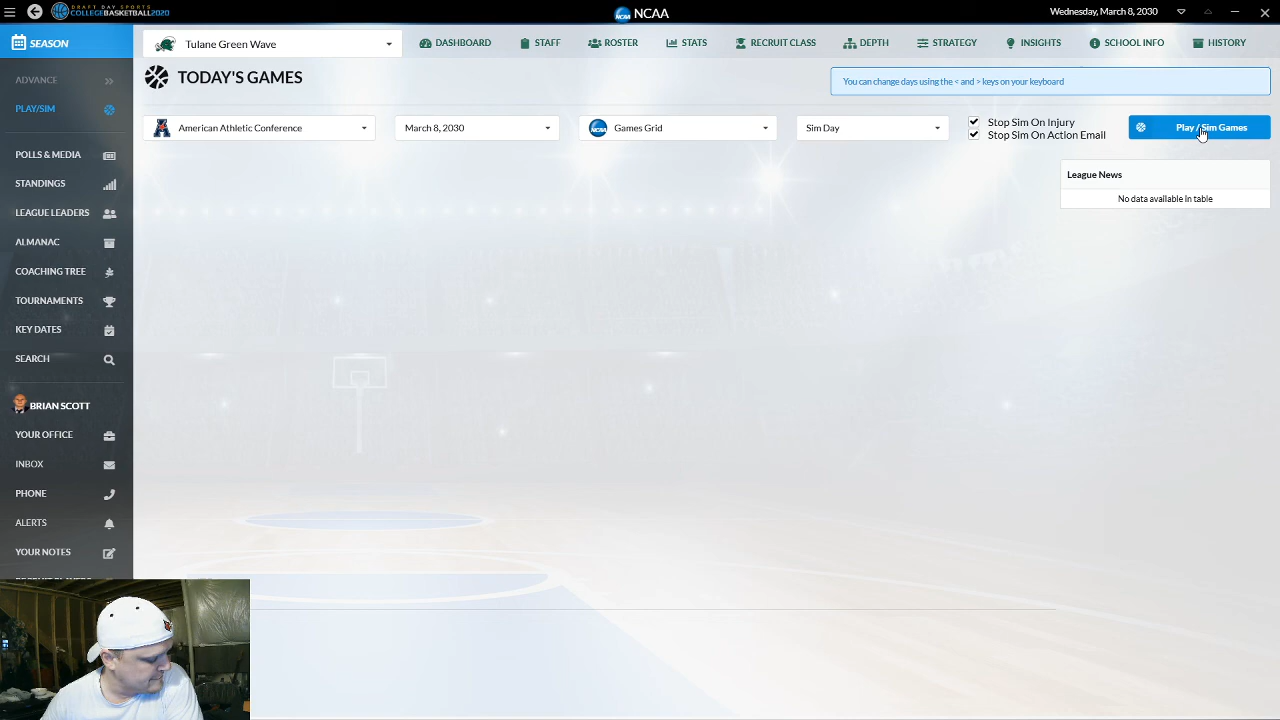 DRAFT DAY SPORTS
COLLEGE BASKETBALL 2020
NCAA
Wednesday, March 8, 2030
SEASON
Tulane Green Wave
DASHBOARD
STAFF
ROSTER
STATS
RECRUIT CLASS
DEPTH
STRATEGY
INSIGHTS
SCHOOL INFO
HISTORY
ADVANCE
TODAY'S GAMES
You can change days using the < and > keys on your keyboard
PLAY/SIM
American Athletic Conference
March 8, 2030
Games Grid
Sim Day
Stop Sim On Injury
Stop Sim On Action Email
Play / Sim Games
POLLS & MEDIA
League News
No data available in table
STANDINGS
LEAGUE LEADERS
ALMANAC
COACHING TREE
TOURNAMENTS
KEY DATES
SEARCH
BRIAN SCOTT
YOUR OFFICE
INBOX
PHONE
ALERTS
YOUR NOTES